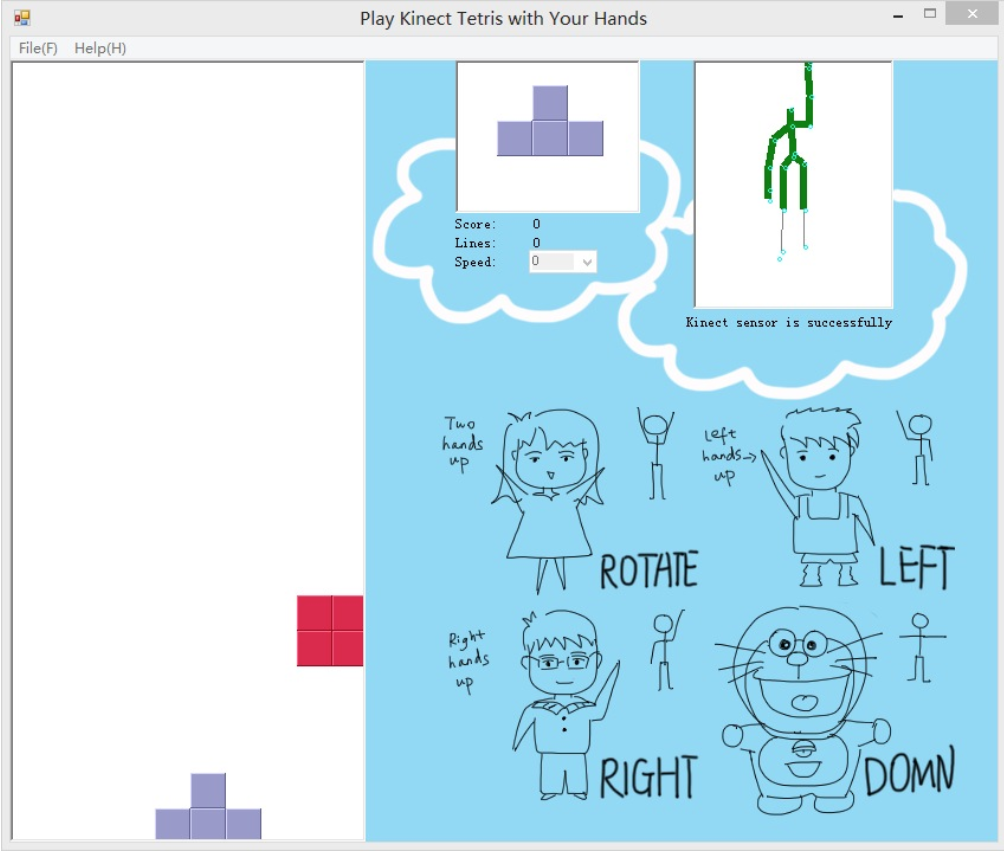 Play Kinect Tetris with Your Hands
File(F) Help(H)
Score: 0
Lines: 0
Speed: 0
Kinect sensor is successfully
Two
hands
up
ROTATE
Left
hands→
up
LEFT
Right
hands
up
RIGHT
DOMN